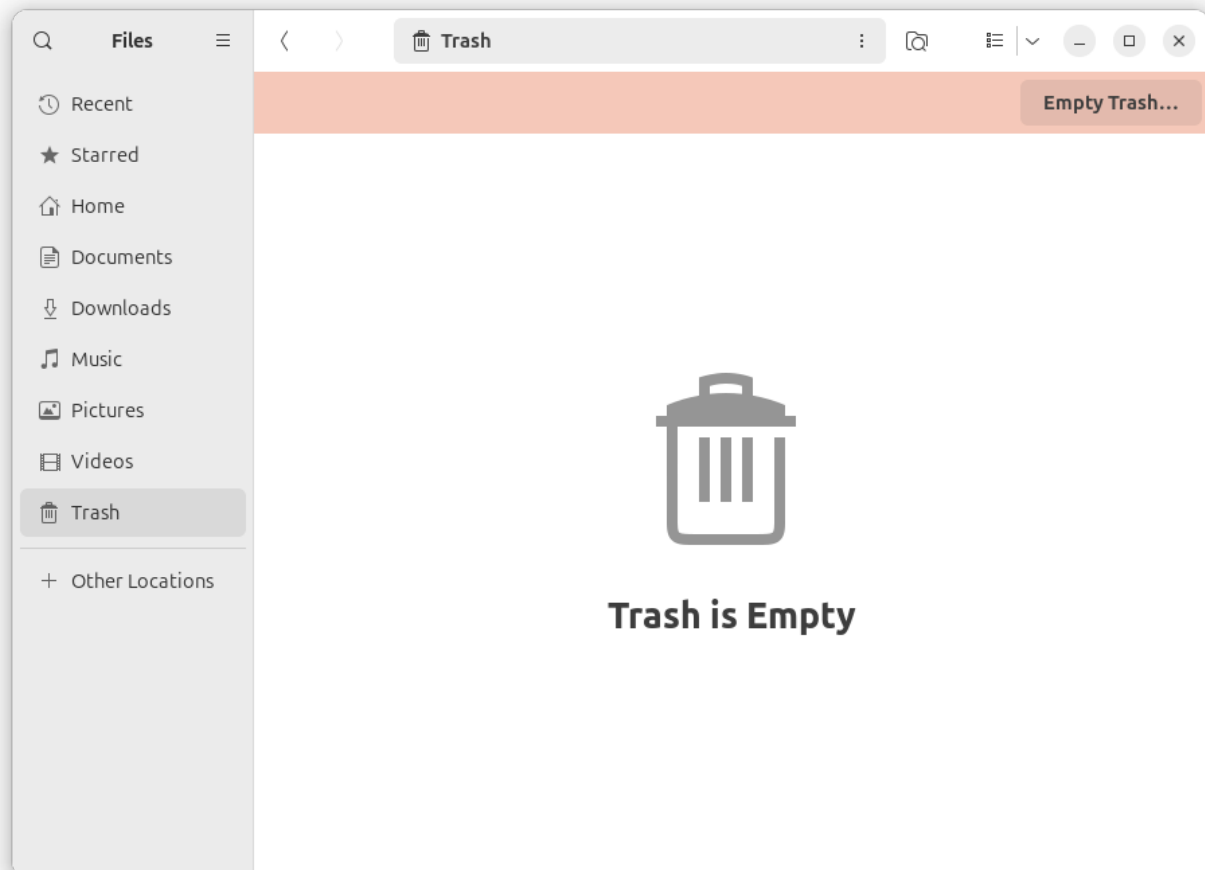 Files
Trash
Empty Trash...
Recent
Starred
Home
Documents
Downloads
Music
Pictures
Videos
Trash
Other Locations
Trash is Empty